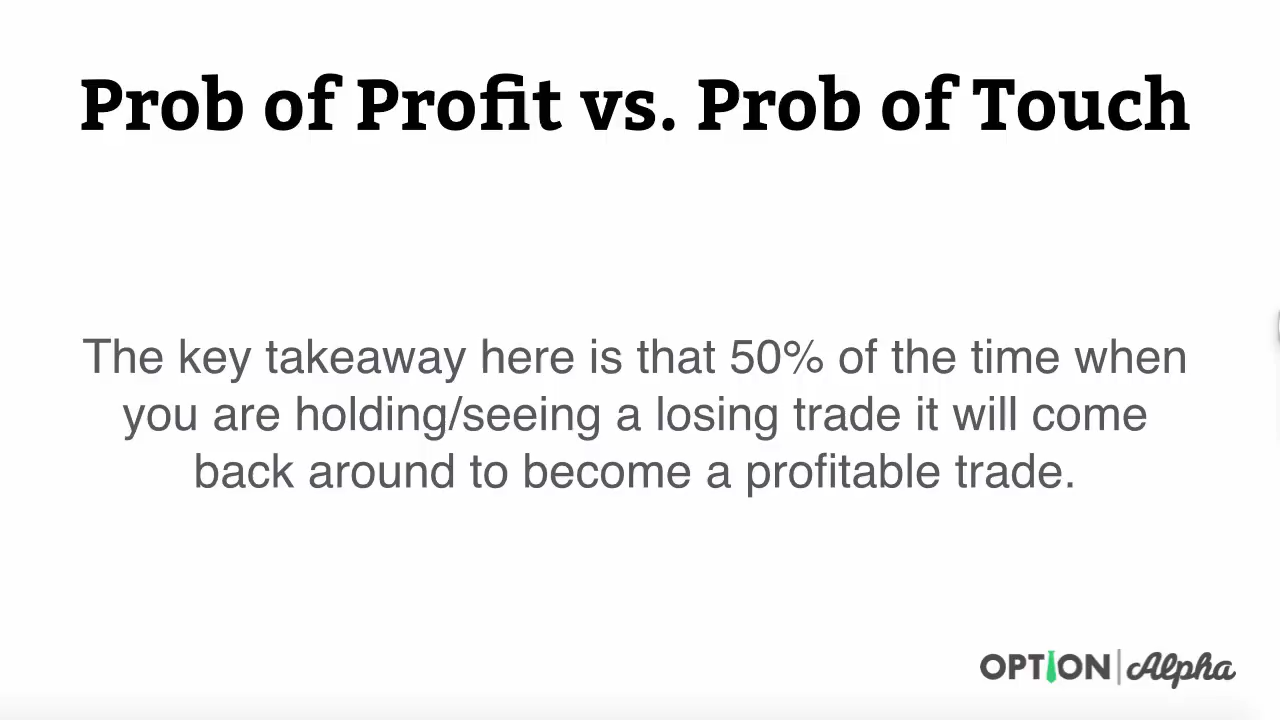 Prob of Profit vs. Prob of Touch
The key takeaway here is that 50% of the time when
you are holding/seeing a losing trade it will come
back around to become a profitable trade.
OPTION | Alpha